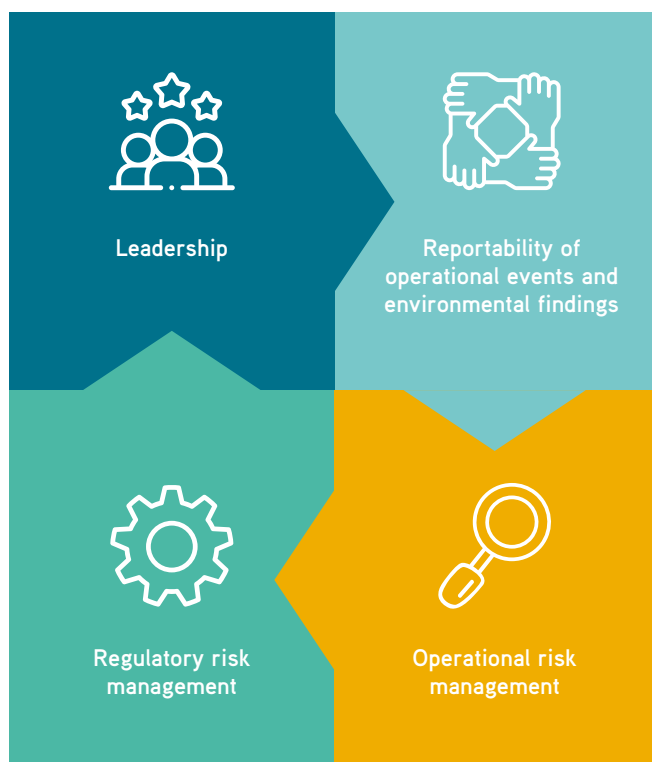 Leadership
Reportability of
operational events and
environmental findings
Regulatory risk
management
Operational risk
management